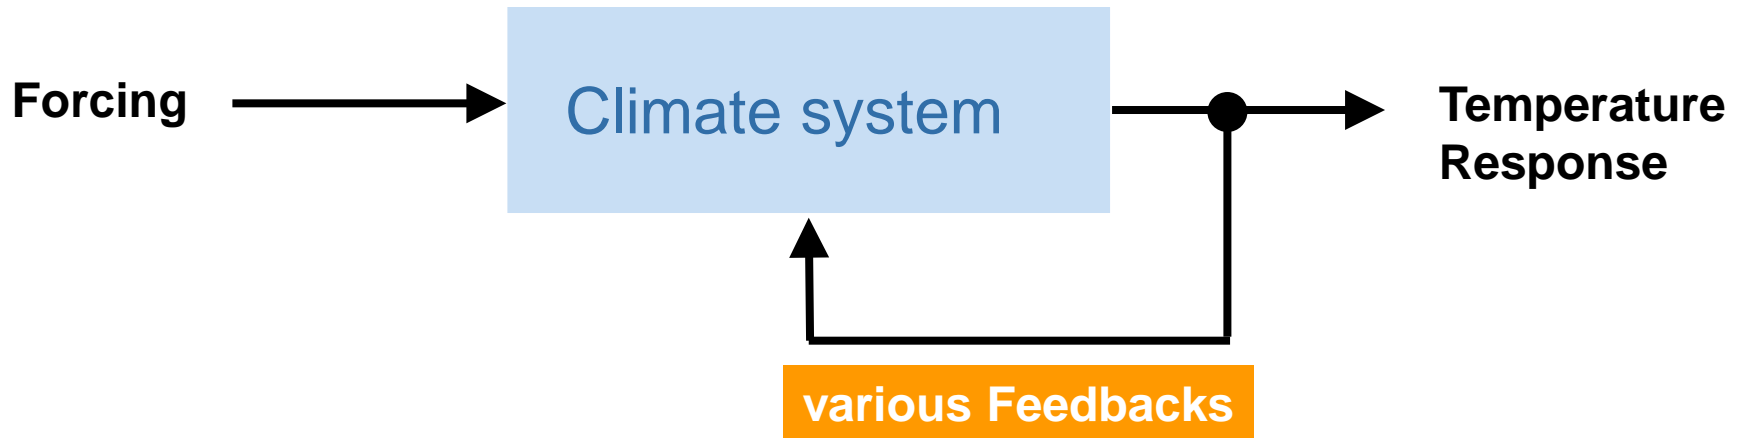 Forcing
Climate system
Temperature
Response
various Feedbacks